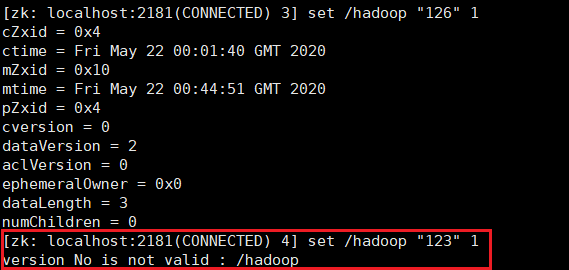 [zk: localhost:2181(CONNECTED) 3] set /hadoop "126" 1
cZxid = 0x4
ctime = Fri May 22 00:01:40 GMT 2020
mZxid = 0x10
mtime = Fri May 22 00:44:51 GMT 2020
pZxid = 0x4
cversion = 0
dataVersion = 2
aclVersion = 0
ephemeralOwner = 0x0
dataLength = 3
numChildren = 0
[zk: localhost:2181(CONNECTED) 4] set /hadoop "123" 1
version No is not valid : /hadoop